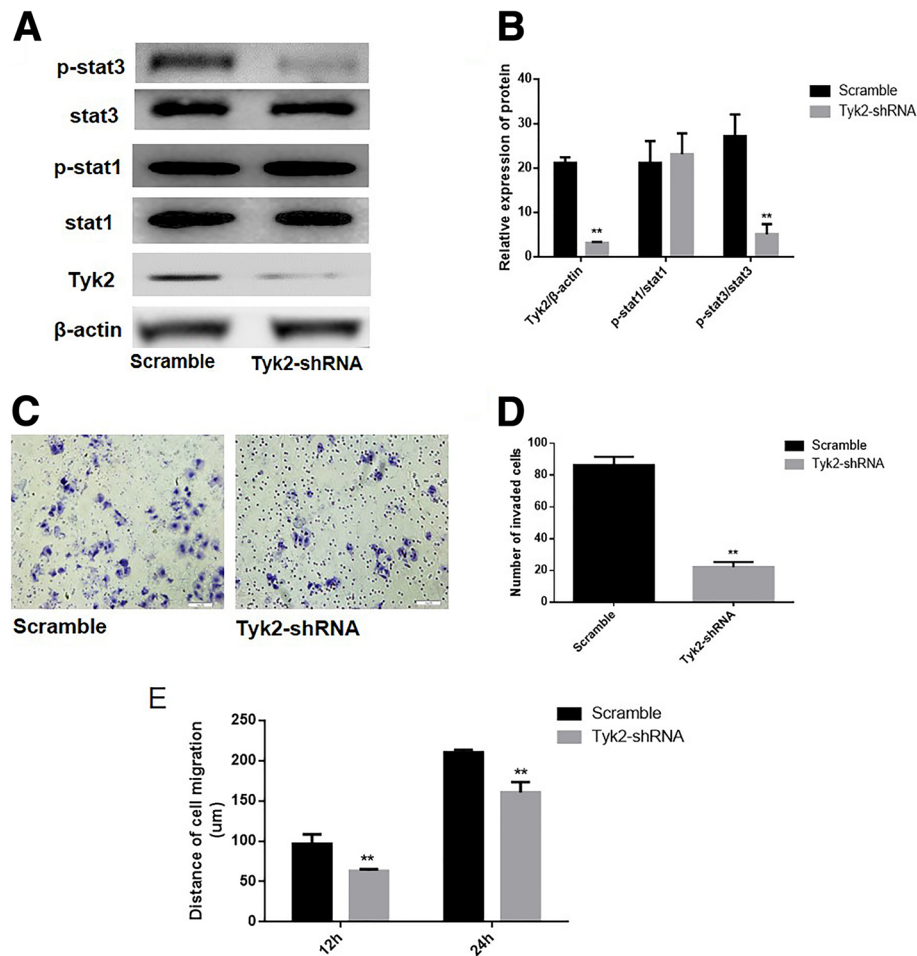 A
p-stat3
stat3
p-stat1
stat1
Tyk2
β-actin
Scramble Tyk2-shRNA
B
Relative expression of protein
40
30
20
10
0
Tyk2/β-actin
p-stat1/stat1
p-stat3/stat3
**
**
Scramble
Tyk2-shRNA
C
Scramble
Tyk2-shRNA
D
Number of invaded cells
100
80
60
40
20
0
Scramble
Tyk2-shRNA
**
Scramble
Tyk2-shRNA
E
Distance of cell migration
(um)
250
200
150
100
50
0
12h
24h
**
**
Scramble
Tyk2-shRNA